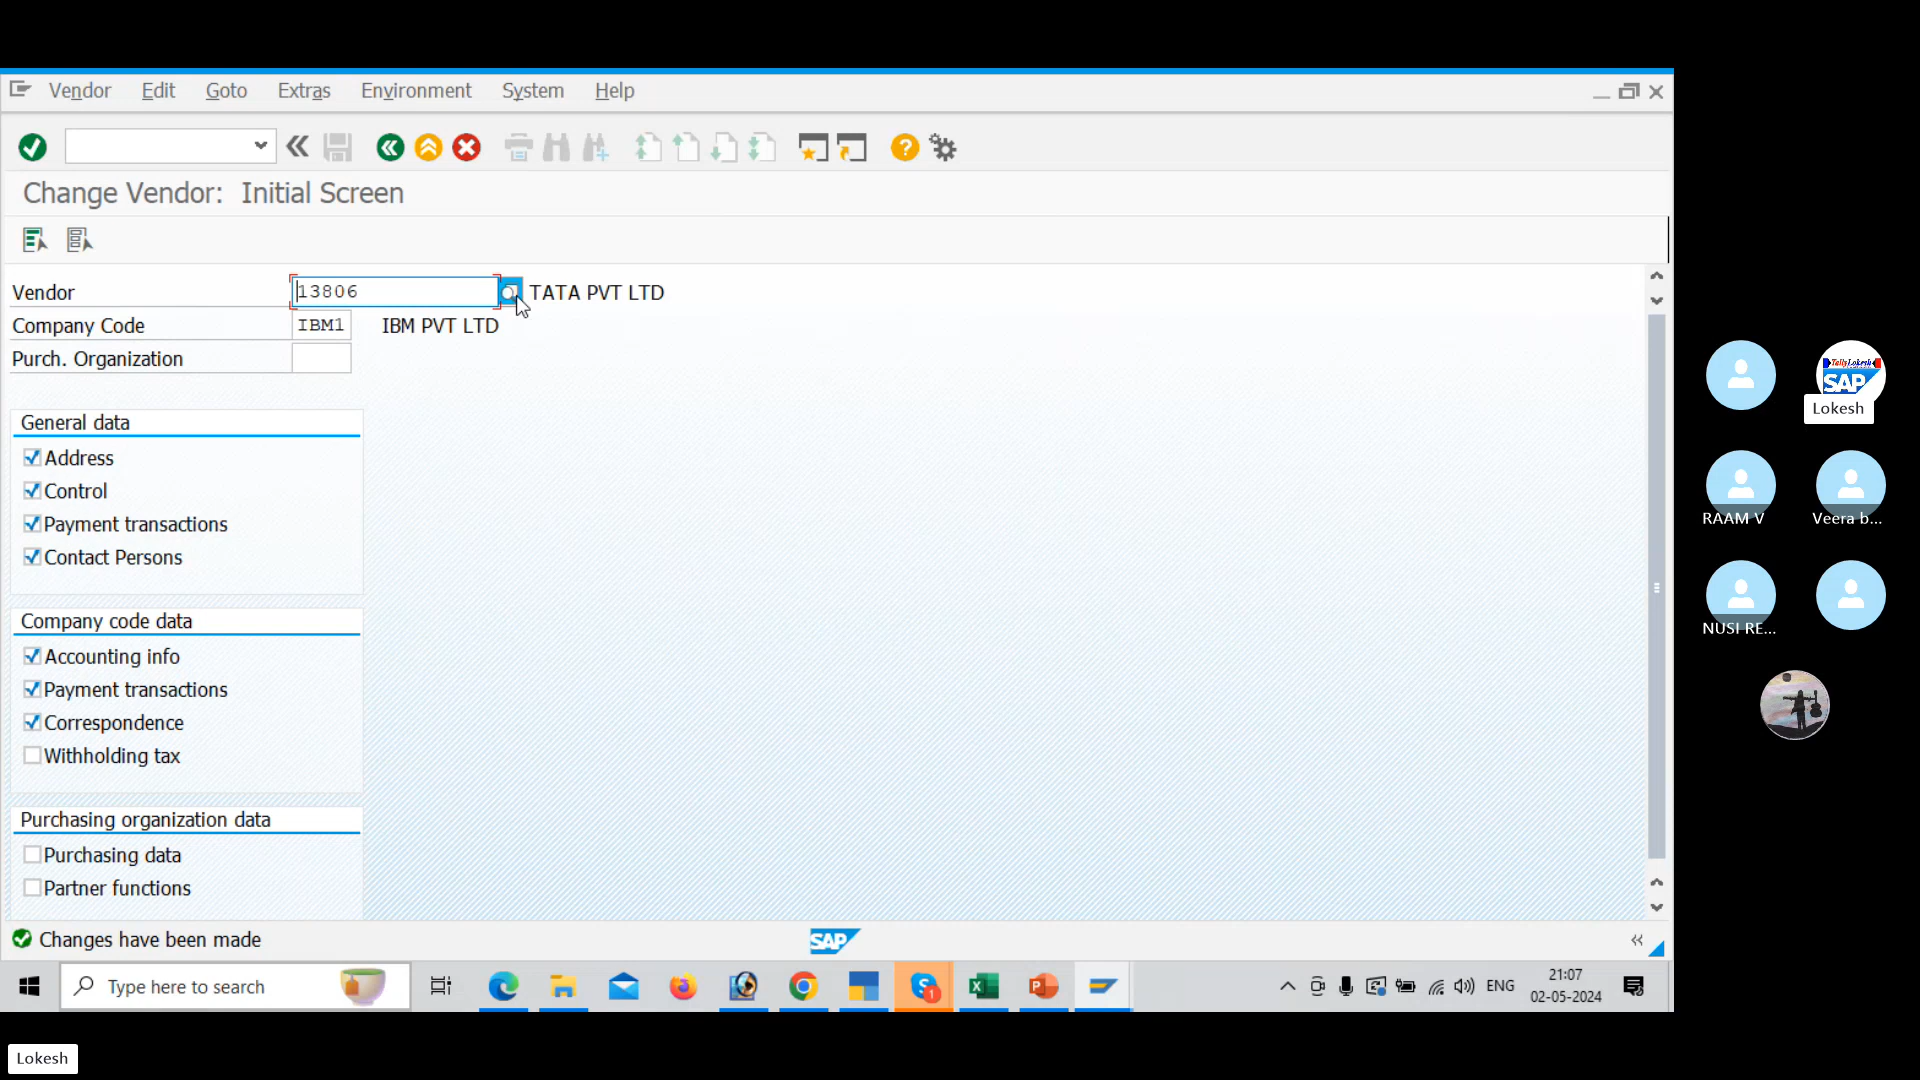 Vendor Edit Goto Extras Environment System Help
Change Vendor: Initial Screen
Vendor 13806 TATA PVT LTD
Company Code IBM1 IBM PVT LTD
Purch. Organization
General data
Address
Control
Payment transactions
Contact Persons
Company code data
Accounting info
Payment transactions
Correspondence
Withholding tax
Purchasing organization data
Purchasing data
Partner functions
Changes have been made
SAP
Type here to search
1
ENG
21:07
02-05-2024
SAP
Lokesh
RAAM V
Veera b...
NUSI RE...
Lokesh